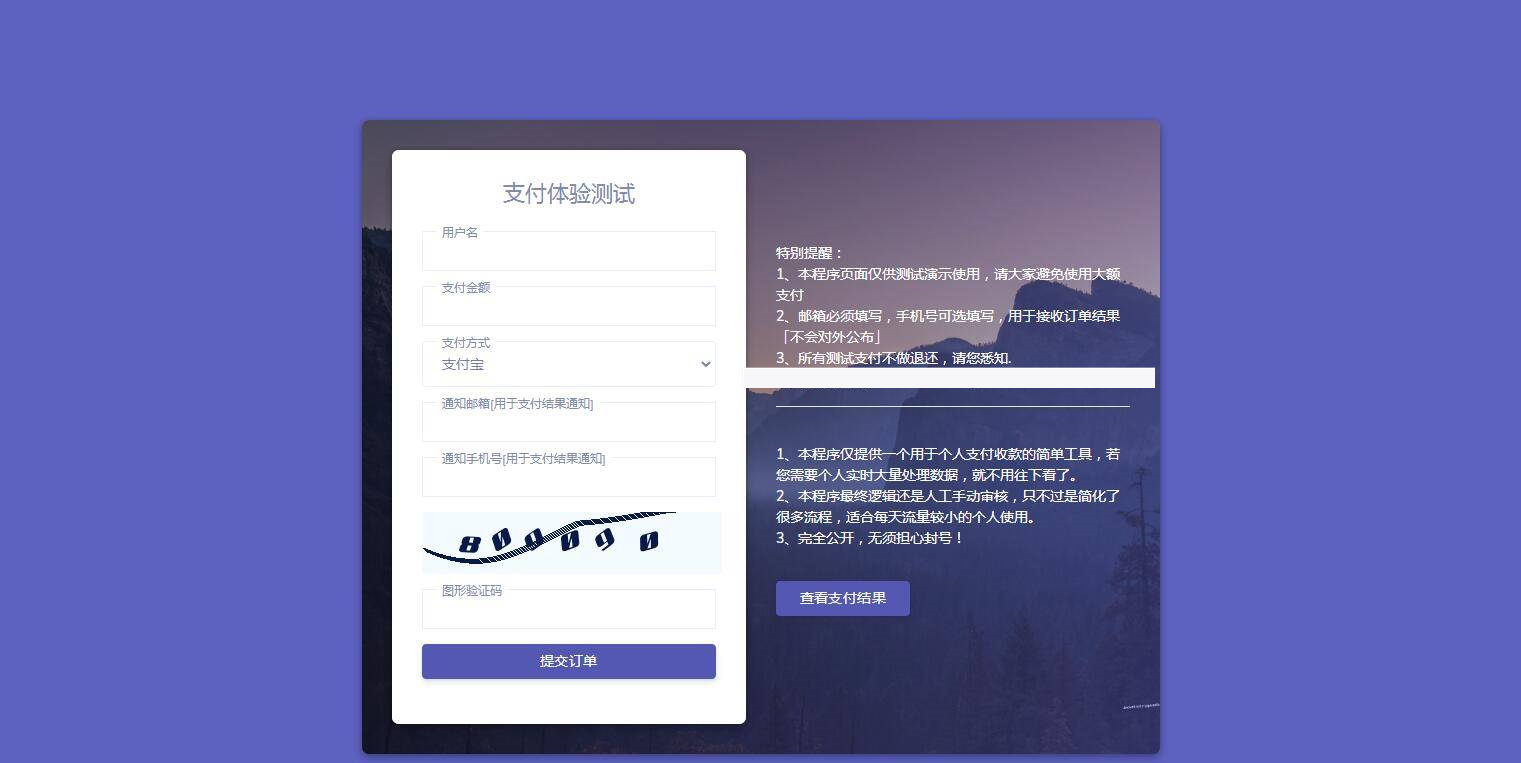 支付体验测试
用户名
支付金额
支付方式
支付宝
通知邮箱[用于支付结果通知]
通知手机号[用于支付结果通知]
图形验证码
提交订单
特别提醒：
1、本程序页面仅供测试演示使用，请大家避免使用大额
支付
2、邮箱必须填写，手机号可选填写，用于接收订单结果
「不会对外公布」
3、所有测试支付不做退还，请您悉知.
1、本程序仅提供一个用于个人支付收款的简单工具，若
您需要个人实时大量处理数据，就不用往下看了。
2、本程序最终逻辑还是人工手动审核，只不过是简化了
很多流程，适合每天流量较小的个人使用。
3、完全公开，无须担心封号！
查看支付结果